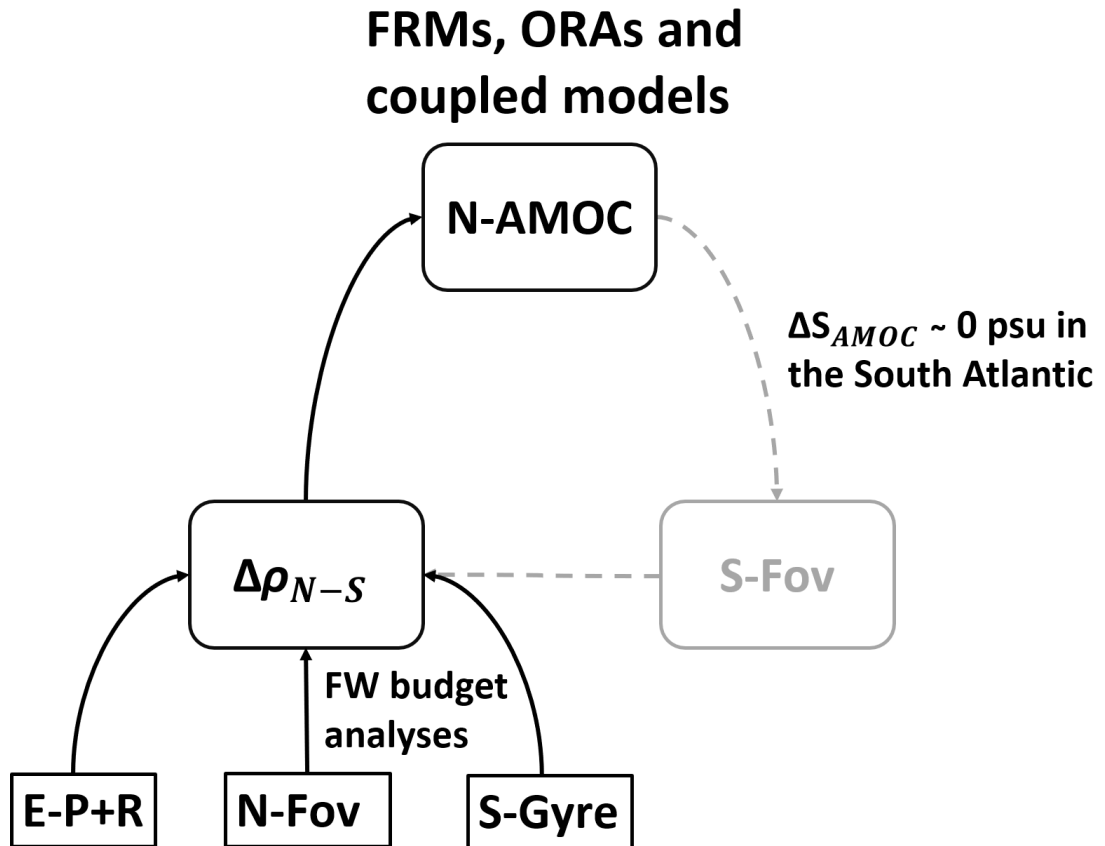 FRMs, ORAs and
coupled models
N-AMOC
ΔS_AMOC ~ 0 psu in
the South Atlantic
Δρ_N−S
S-Fov
FW budget
analyses
E-P+R
N-Fov
S-Gyre